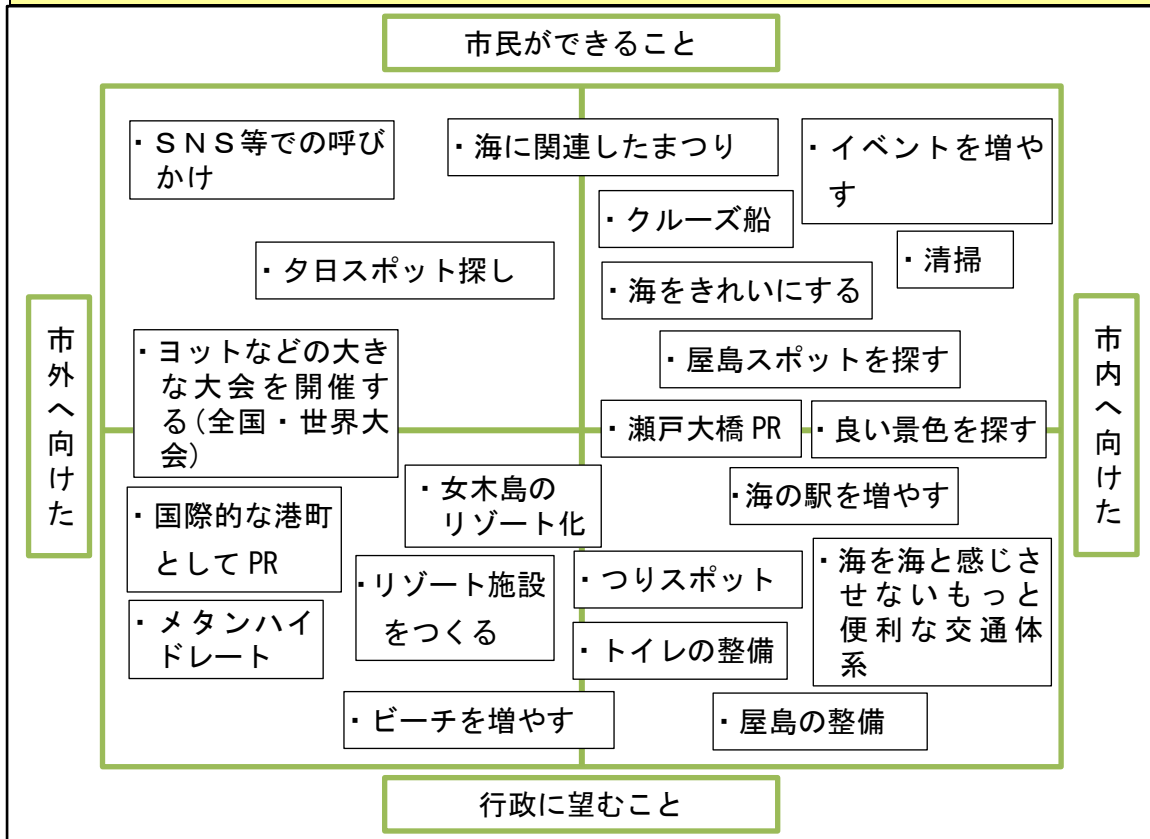 市民ができること
・ＳＮＳ等での呼び
かけ
・海に関連したまつり
・イベントを増や
す
・クルーズ船
・清掃
・夕日スポット探し
・海をきれいにする
市外へ向けた
市内へ向けた
・ヨットなどの大き
な大会を開催す
る(全国・世界大
会)
・屋島スポットを探す
・瀬戸大橋 PR
・良い景色を探す
・女木島の
リゾート化
・海の駅を増やす
・国際的な港町
として PR
・リゾート施設
をつくる
・つりスポット
・海を海と感じさ
せないもっと
便利な交通体
系
・メタンハイ
ドレート
・トイレの整備
・ビーチを増やす
・屋島の整備
行政に望むこと